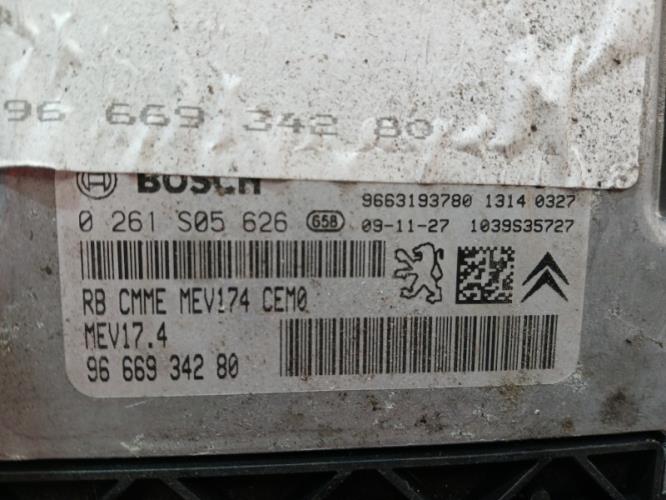 96 669 342 80
BOSCH
9663193780 1314 0327
0 261 S05 626 658 09-11-27 1039S35727
RB CMME MEV174 CEM0
MEV17.4
96 669 342 80